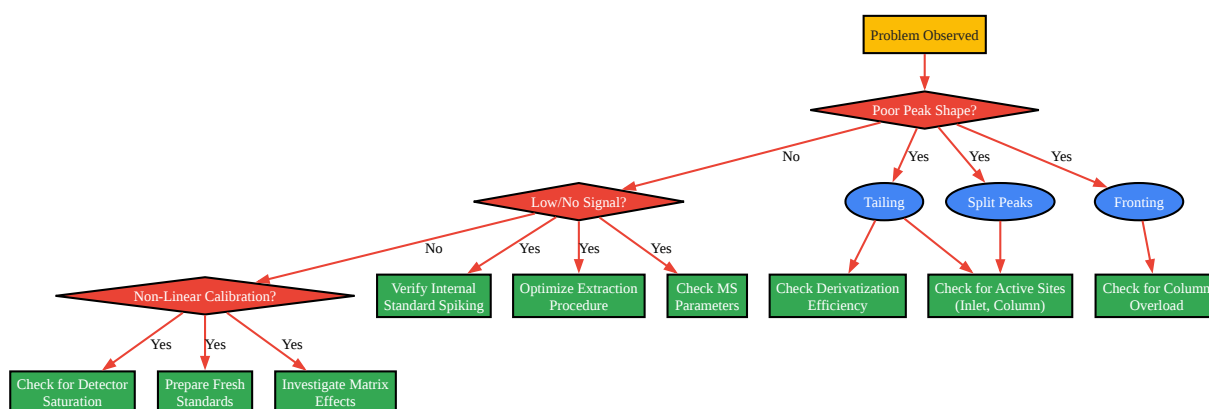 Problem Observed
Poor Peak Shape?
No
Yes
Yes
Yes
Low/No Signal?
Tailing
Split Peaks
Fronting
No
Yes
Yes
Yes
Non-Linear Calibration?
Verify Internal
Standard Spiking
Optimize Extraction
Procedure
Check MS
Parameters
Check Derivatization
Efficiency
Check for Active Sites
(Inlet, Column)
Check for Column
Overload
Yes
Yes
Yes
Check for Detector
Saturation
Prepare Fresh
Standards
Investigate Matrix
Effects